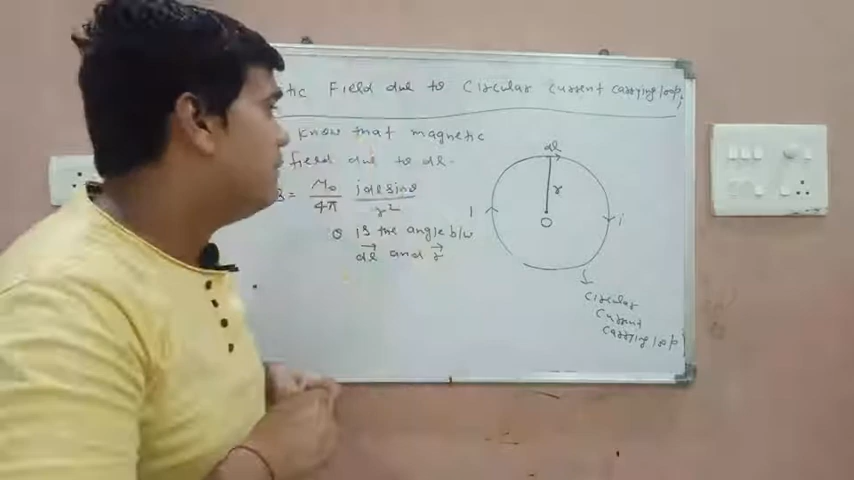 tic Field due to Circular current carrying loop;
know that magnetic
field due to dl.
B = μ₀/4π idl sinθ/r²
θ is the angle b/w
dl and r
dl
r
O
i
i
circular
current
carrying loop